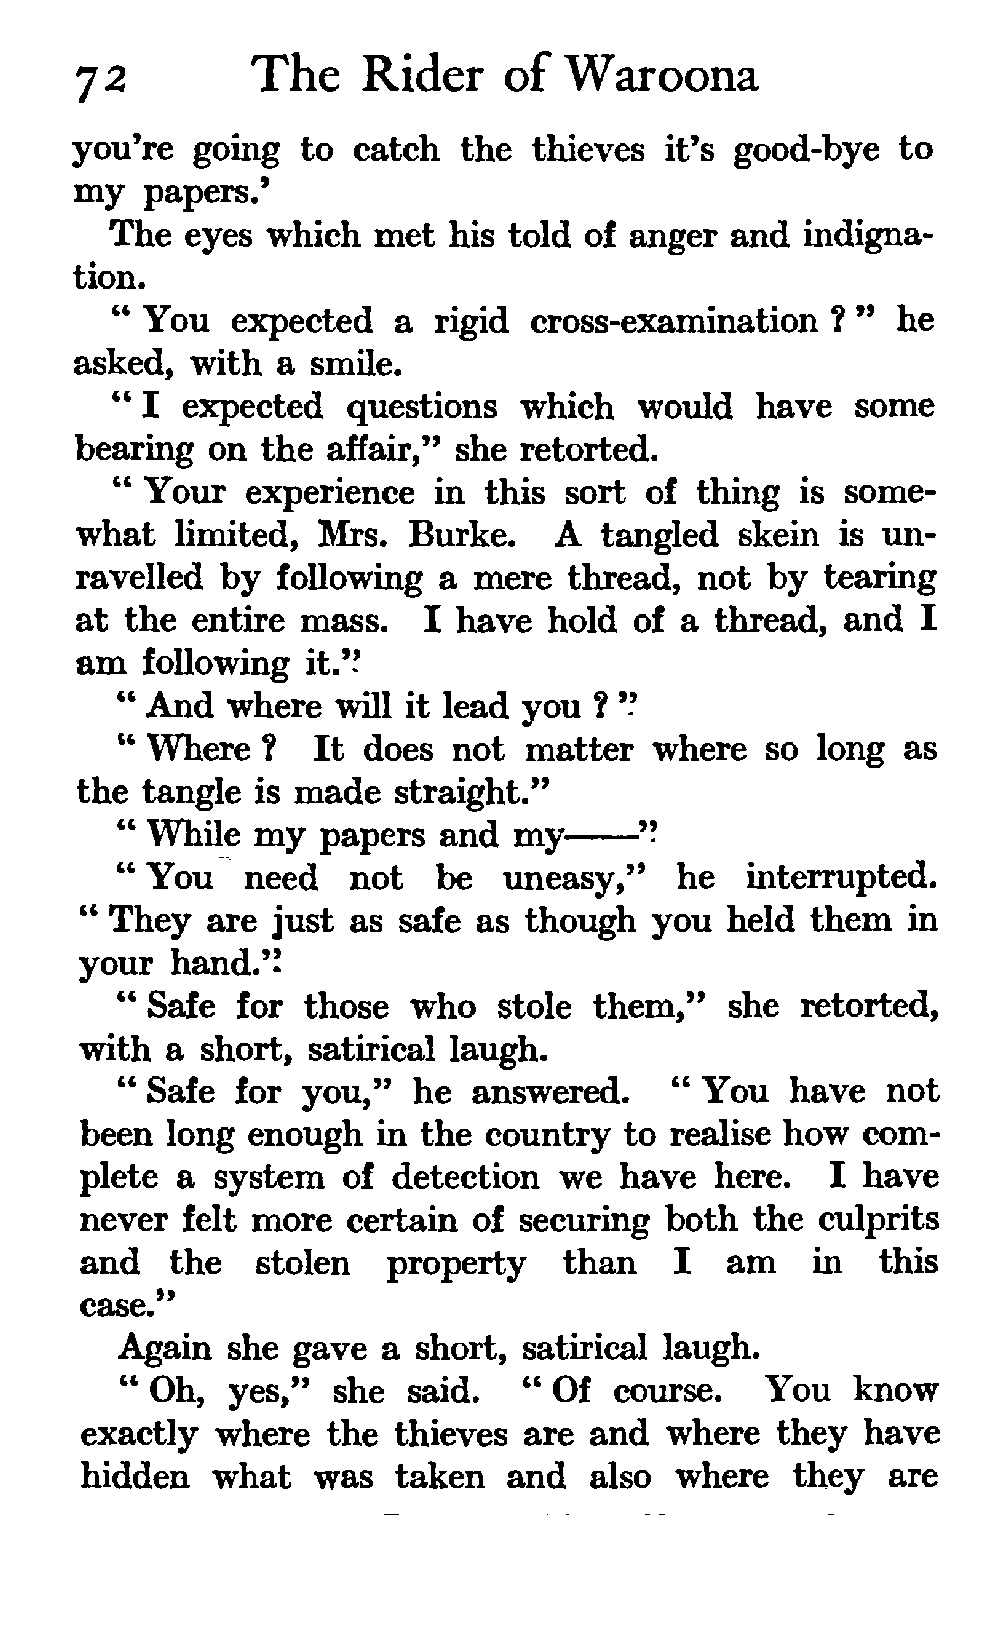 72 The Rider of Waroona
you're going to catch the thieves it's good-bye to
my papers.'
The eyes which met his told of anger and indigna-
tion.
“ You expected a rigid cross-examination ? ” he
asked, with a smile.
“ I expected questions which would have some
bearing on the affair,” she retorted.
“ Your experience in this sort of thing is some-
what limited, Mrs. Burke. A tangled skein is un-
ravelled by following a mere thread, not by tearing
at the entire mass. I have hold of a thread, and I
am following it.”
“ And where will it lead you ? ”
“ Where ? It does not matter where so long as
the tangle is made straight.”
“ While my papers and my——”
“ You need not be uneasy,” he interrupted.
“ They are just as safe as though you held them in
your hand.”
“ Safe for those who stole them,” she retorted,
with a short, satirical laugh.
“ Safe for you,” he answered. “ You have not
been long enough in the country to realise how com-
plete a system of detection we have here. I have
never felt more certain of securing both the culprits
and the stolen property than I am in this
case.”
Again she gave a short, satirical laugh.
“ Oh, yes,” she said. “ Of course. You know
exactly where the thieves are and where they have
hidden what was taken and also where they are